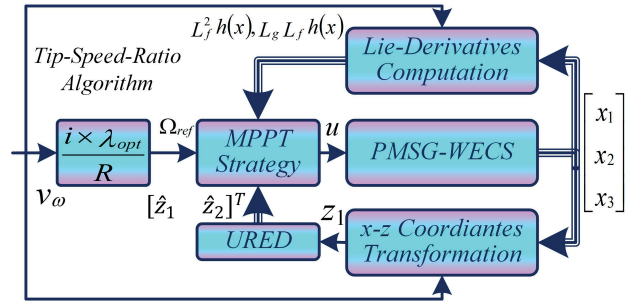 L_f^2 h(x), L_g L_f h(x)
Lie-Derivatives
Computation
Tip-Speed-Ratio
Algorithm
i × λ_opt
R
Ω_ref
MPPT
Strategy
u
PMSG-WECS
x_1
x_2
x_3
v_ω
[ẑ_1 ẑ_2]^T
URED
z_1
x-z Coordiantes
Transformation